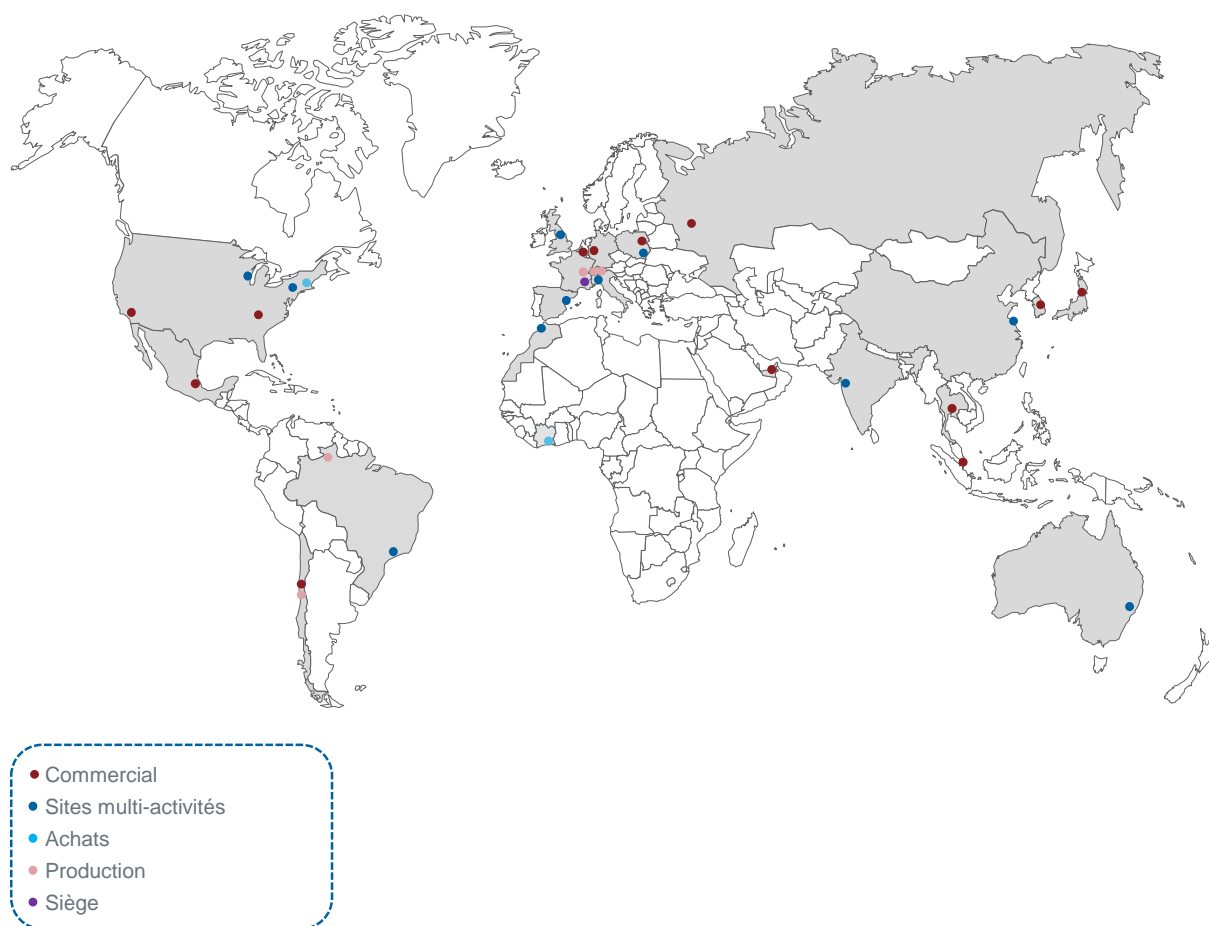 Commercial
Sites multi-activités
Achats
Production
Siège